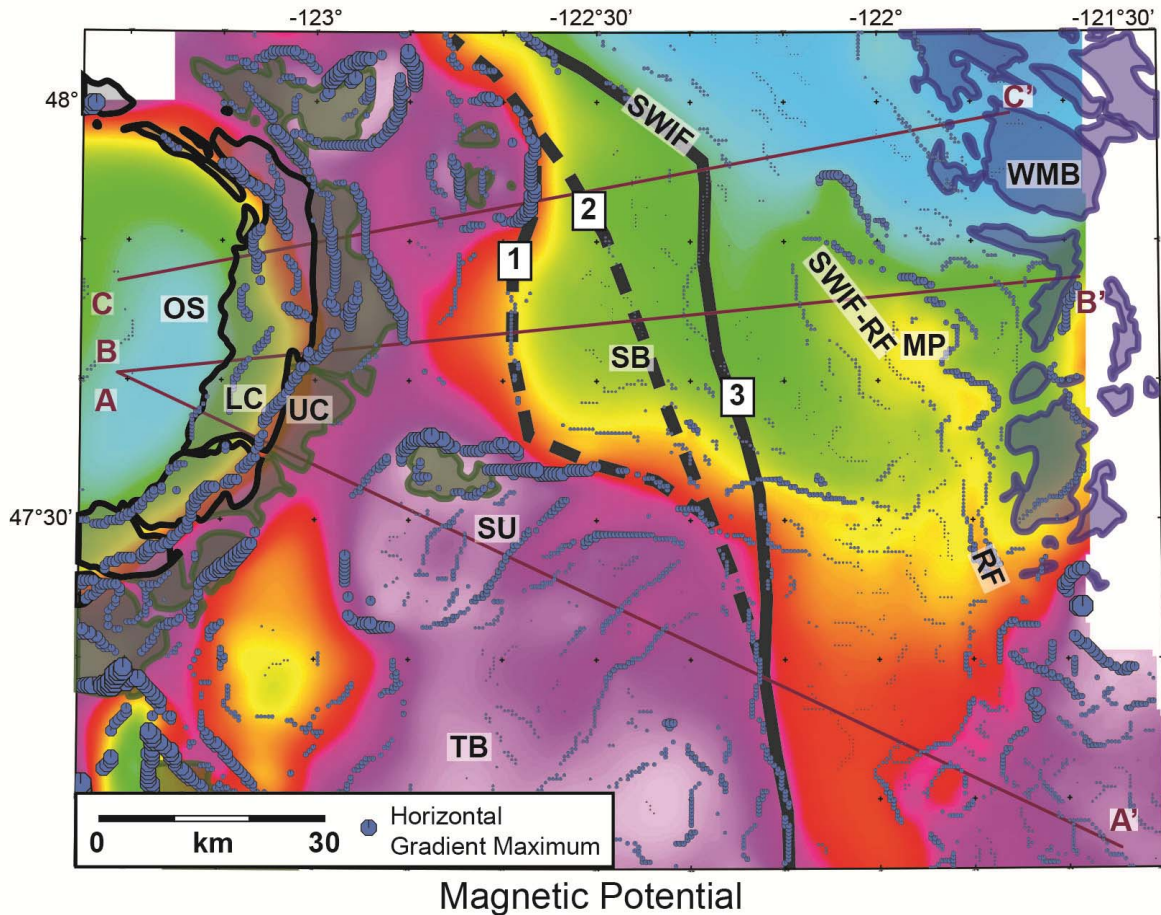 -123°
-122°30’
-122°
-121°30’
48°
47°30’
SWIF
C'
WMB
2
1
C
OS
B
A
LC
UC
SB
SWIF-RF
MP
B'
3
SU
RF
TB
A'
0 km 30
Horizontal
Gradient Maximum
Magnetic Potential